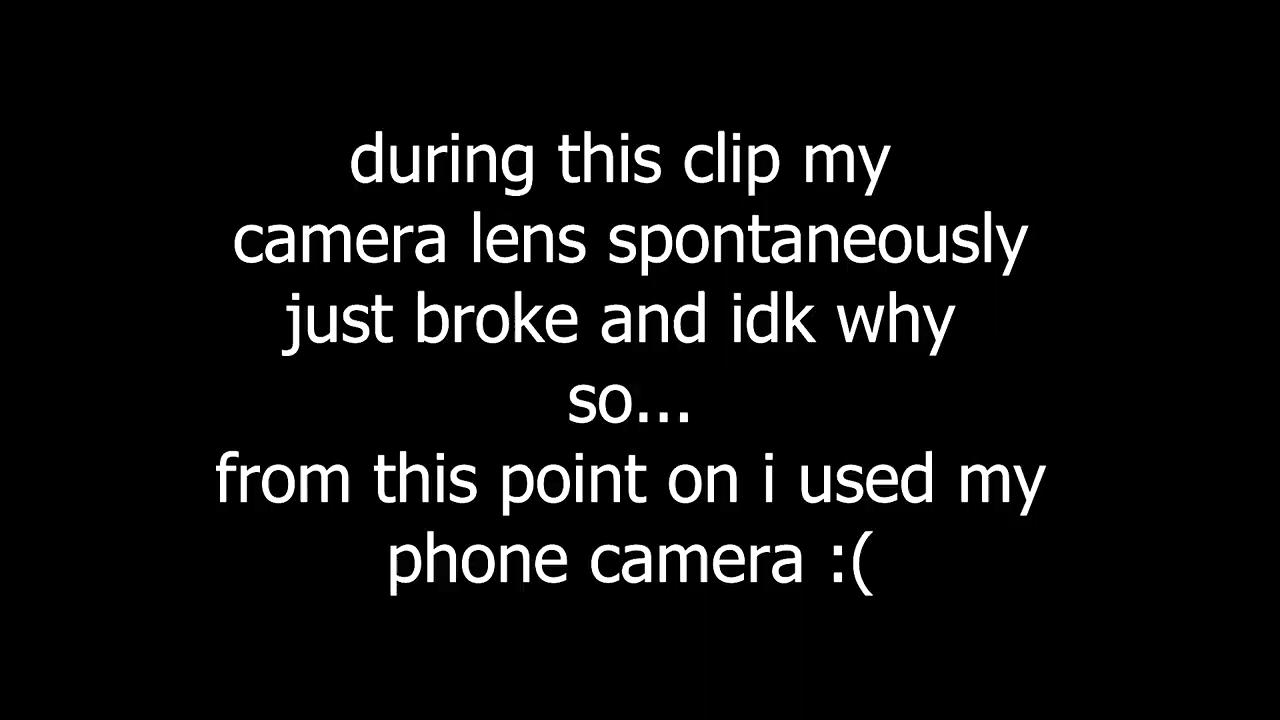 during this clip my
camera lens spontaneously
just broke and idk why
so...
from this point on i used my
phone camera :(